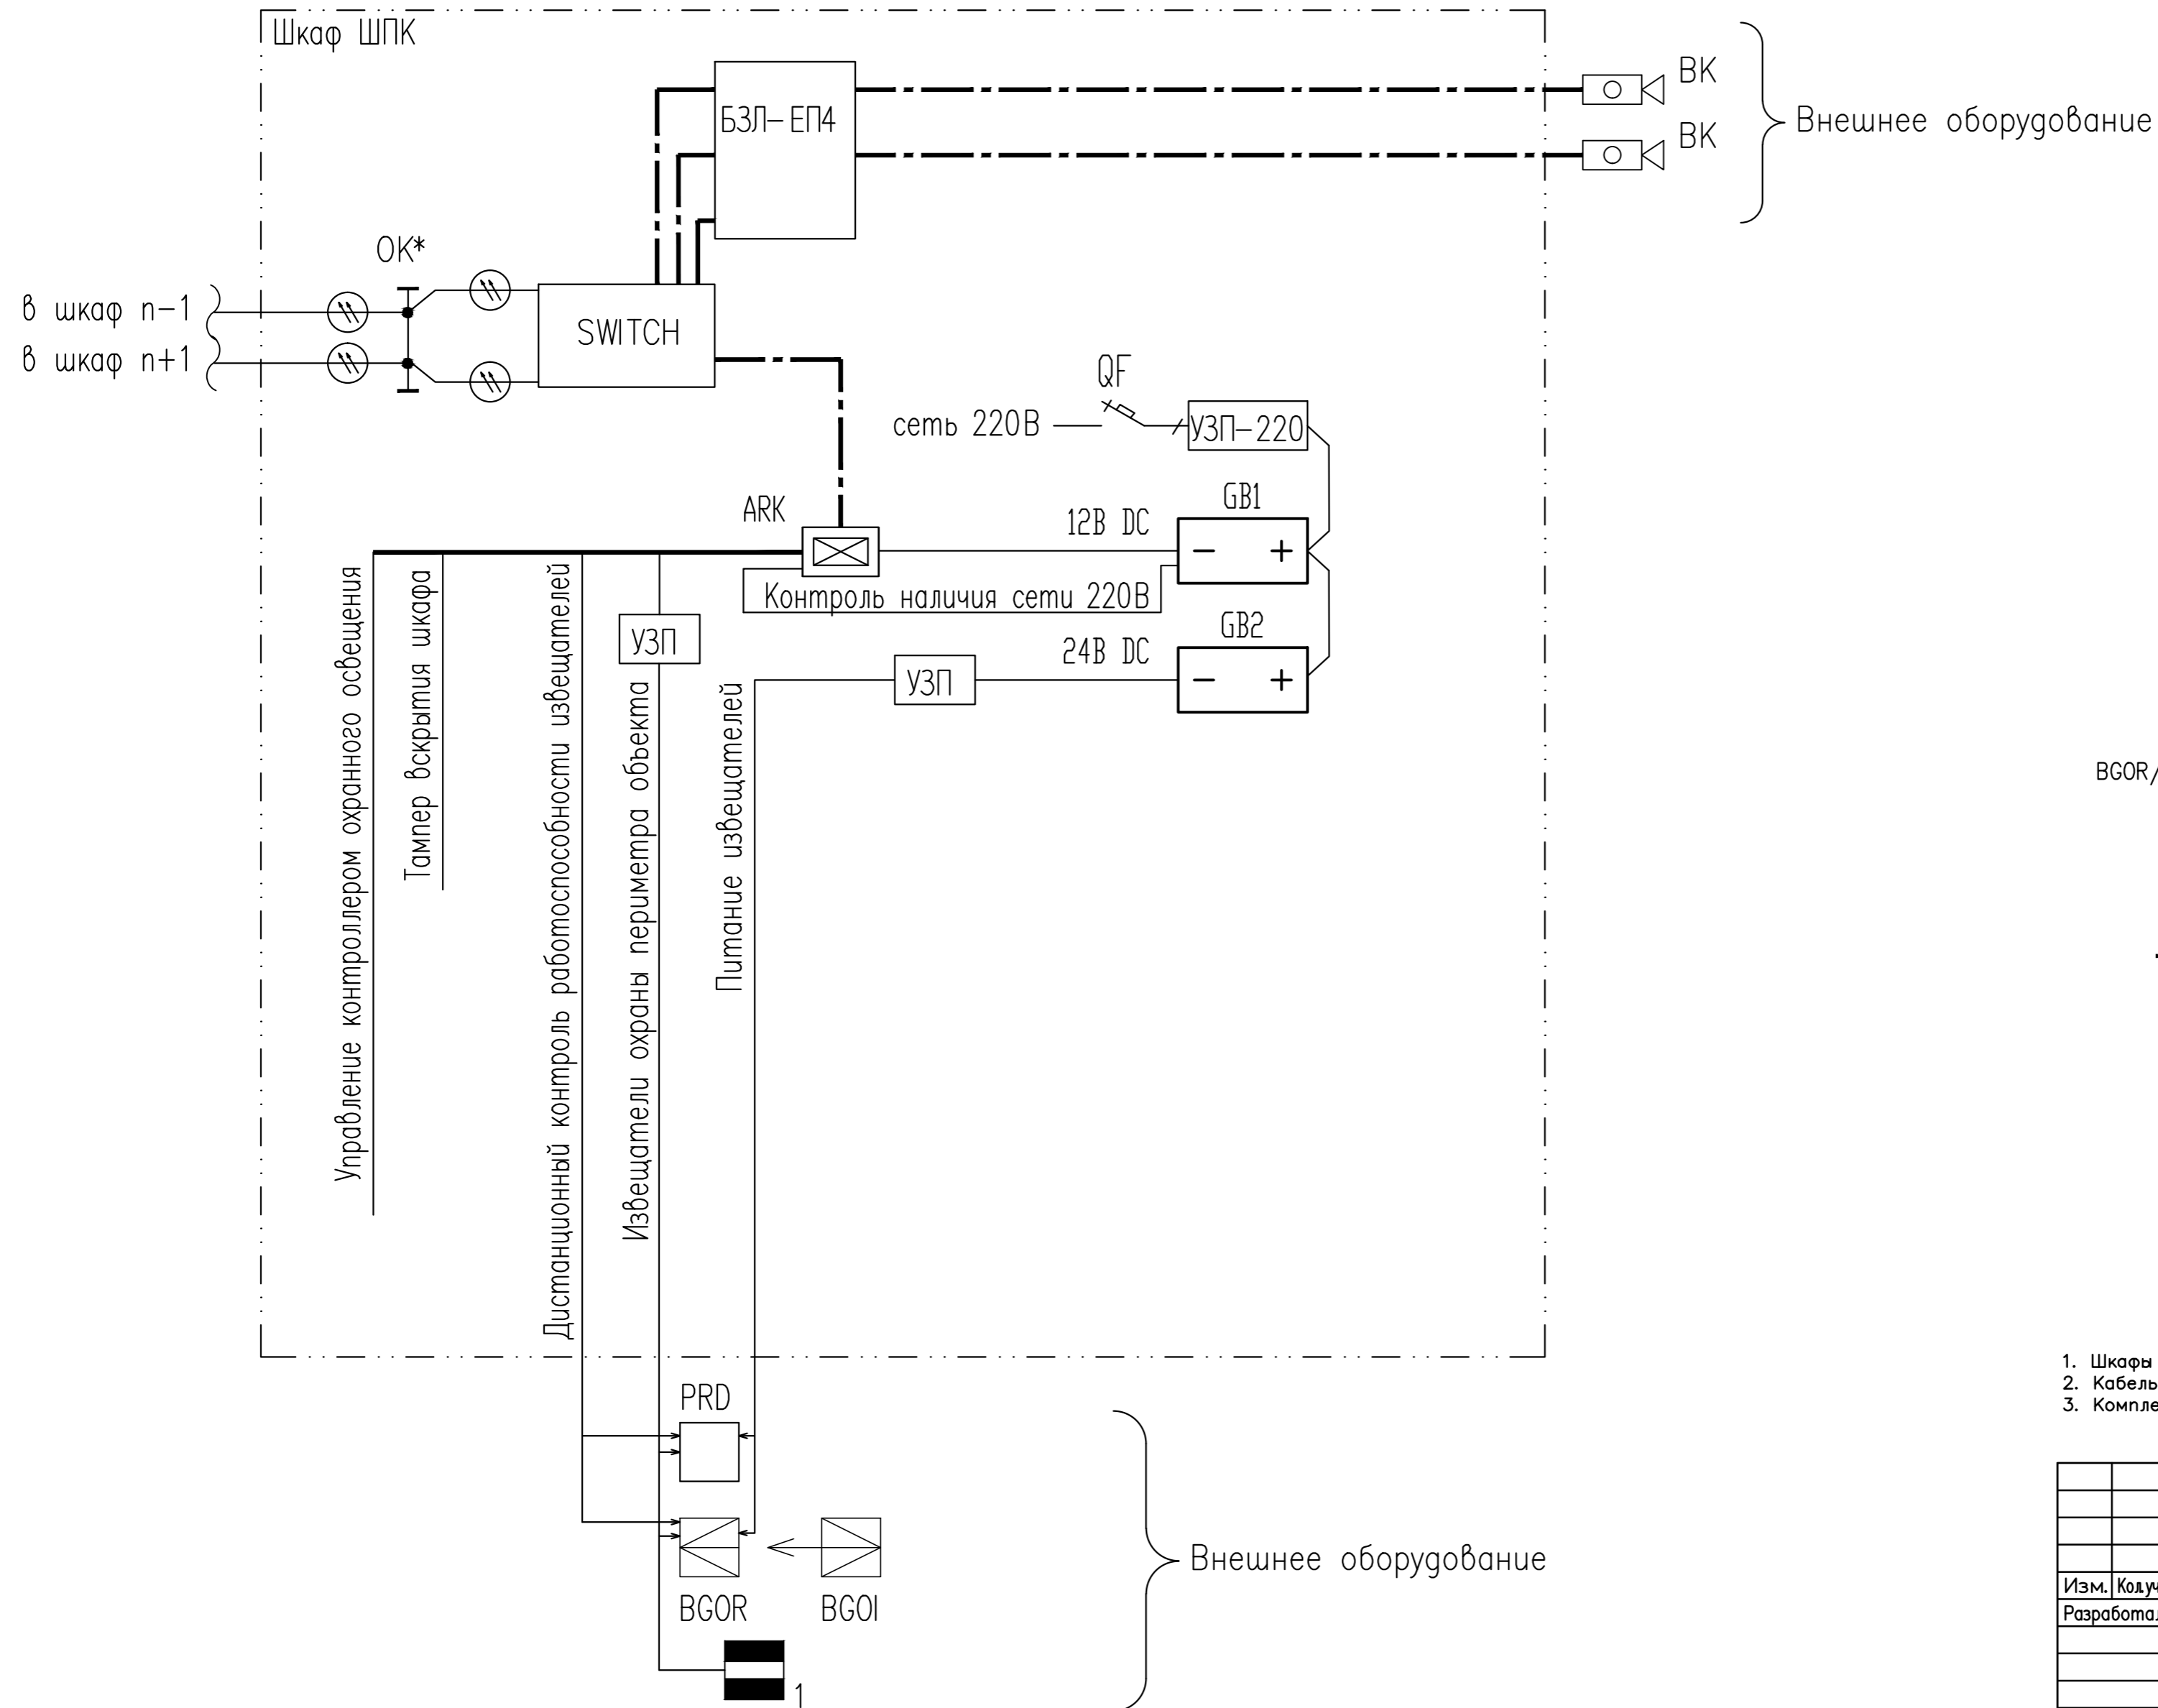 Шкаф ШПК
БЗЛ-ЕП4
ВК
ВК
Внешнее оборудование
ОК*
в шкаф n-1
в шкаф n+1
SWITCH
QF
сеть 220В
УЗП-220
ARK
12В DC
GB1
Контроль наличия сети 220В
УЗП
24В DC
GB2
УЗП
Управление контроллером охранного освещения
Тампер вскрытия шкафа
Дистанционный контроль работоспособности извещателей
Извещатели охраны периметра объекта
Питание извещателей
BGOR/
PRD
BGOR
BGOI
1
Внешнее оборудование
1. Шкафы
2. Кабель
3. Компле
Изм. Кол.уч
Разработал